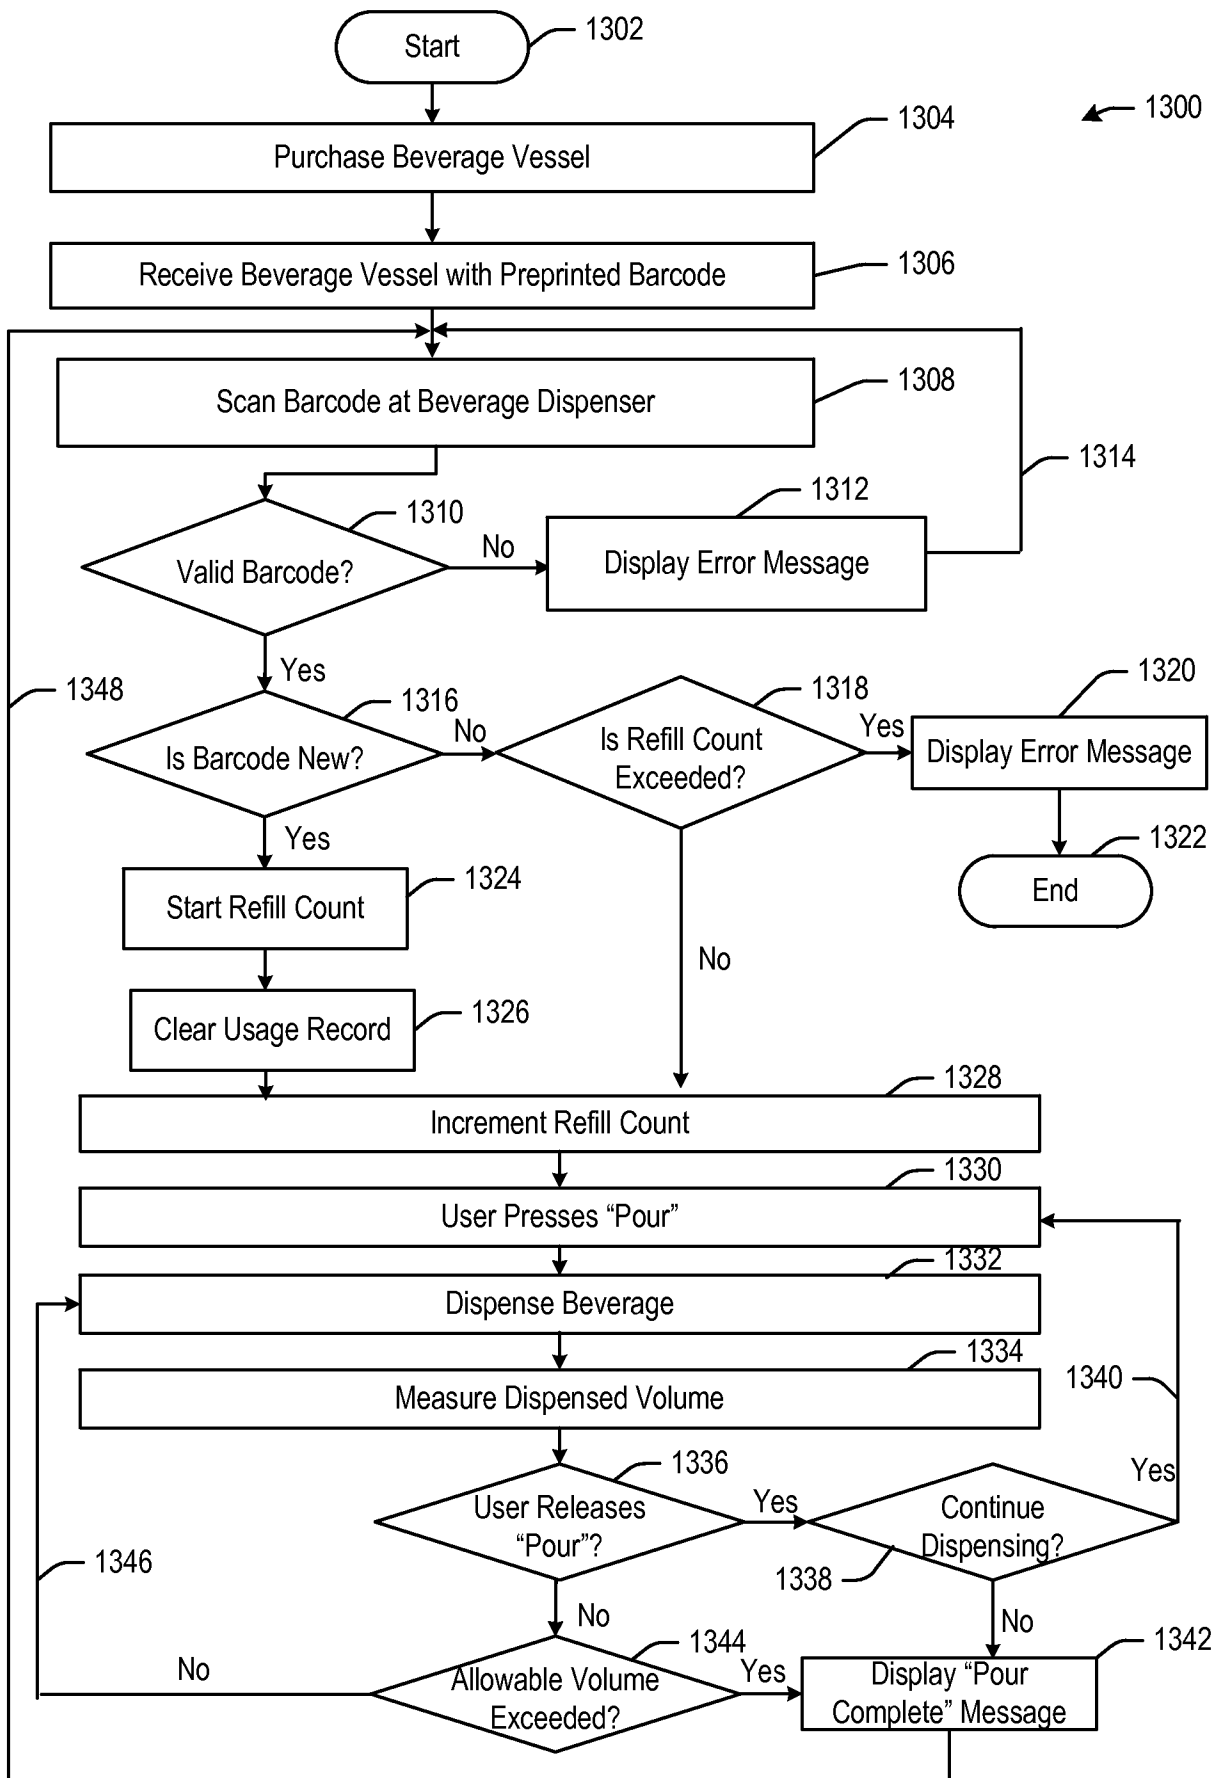 Start
1302
1300
1304
Purchase Beverage Vessel
1306
Receive Beverage Vessel with Preprinted Barcode
1308
Scan Barcode at Beverage Dispenser
1314
1312
1310
No
Display Error Message
Valid Barcode?
Yes
1348
1316
1318
1320
No
Is Refill Count
Exceeded?
Yes
Display Error Message
Is Barcode New?
Yes
1322
End
1324
Start Refill Count
No
1326
Clear Usage Record
1328
Increment Refill Count
1330
User Presses “Pour”
1332
Dispense Beverage
1334
Measure Dispensed Volume
1340
1336
Yes
User Releases
“Pour”?
Yes
Continue
Dispensing?
1346
1338
No
No
1344
1342
No
Allowable Volume
Exceeded?
Yes
Display “Pour
Complete” Message